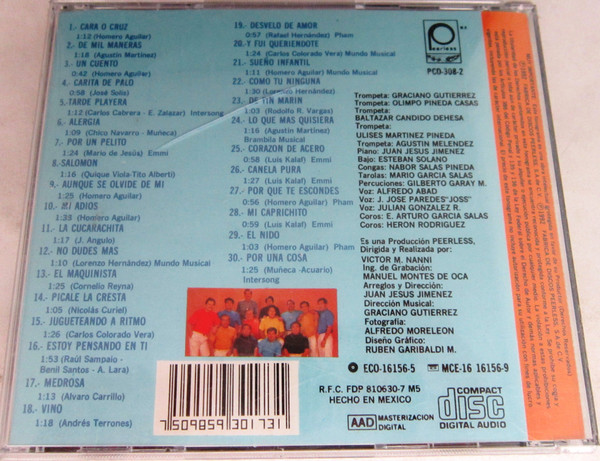 1.- CARA O CRUZ
1:12 (Homero Aguilar)
2.- DE MIL MANERAS
1:18 (Agustin Martinez)
3.- UN CUENTO
0:42 (Homero Aguilar)
4.- CARITA DE PALO
0:58 (José Solis)
5.- TARDE PLAYERA
1:12 (Carlos Cabrera - E. Zalazar) Intersong
6.- ALERGIA
1:09 (Chico Navarro - Muñeca)
7.- POR UN PELITO
1:24 (Mario de Jesús) Emmi
8.- SALOMON
1:16 (Quique Viola-Tito Alberti)
9.- AUNQUE SE OLVIDE DE MI
1:25 (Homero Aguilar)
10.- MI ADIOS
1:28 (Homero Aguilar)
11.- LA CUCARACHITA
1:17 (J. Angulo)
12.- NO DUDES MAS
1:10 (Lorenzo Hernández) Mundo Musical
13.- EL MAQUINISTA
1:25 (Cornelio Reyna)
14.- PICALE LA CRESTA
1:05 (Nicolás Curiel)
15.- JUGUETEANDO A RITMO
1:26 (Carlos Colorado Vera)
16.- ESTOY PENSANDO EN TI
1:53 (Raúl Sampaio -
Benil Santos - A. Lara)
17.- MEDROSA
1:13 (Alvaro Carrillo)
18.- VINO
1:18 (Andrés Terrones)
19.- DESVELO DE AMOR
0:57 (Rafael Hernández) Pham
20.- Y FUI QUERIENDOTE
1:24 (Carlos Colorado Vera) Mundo Musical
21.- SUEÑO INFANTIL
1:11 (Homero Aguilar) Mundo Musical
22.- COMO TU NINGUNA
1:30 (Lorenzo Hernández)
23.- DE TIN MARIN
1:03 (Rodolfo R. Vargas)
24.- LO QUE MAS QUISIERA
1:16 (Agustin Martinez)
Brambila Musical
25.- CORAZON DE ACERO
0:58 (Luis Kalaf) Emmi
26.- CANELA PURA
1:27 (Luis Kalaf) Emmi
27.- POR QUE TE ESCONDES
0:56 (Homero Aguilar) Pham
28.- MI CAPRICHITO
0:59 (Luis Kalaf) Emmi
29.- EL NIDO
1:03 (Homero Aguilar) Pham
30.- POR UNA COSA
1:25 (Muñeca -Acuario)
Intersong
Peerless
PCD-308-2
Trompeta: GRACIANO GUTIERREZ
Trompeta: OLIMPO PINEDA CASAS
Trompeta:
BALTAZAR CANDIDO DEHESA
Trompeta:
ULISES MARTINEZ PINEDA
Trompeta: AGUSTIN MELENDEZ
Piano: JUAN JESUS JIMENEZ
Bajo: ESTEBAN SOLANO
Congas: NABOR SALAS PINEDA
Tarolas: MARIO GARCIA SALAS
Percuciones: GILBERTO GARAY M.
Voz: ALFREDO ABAD
Voz: J. JOSE PAREDES"JOSS"
Voz: JULIAN GONZALEZ R.
Coros: E. ARTURO GARCIA SALAS
Coros: HERON RODRIGUEZ
Es una Producción PEERLESS,
Dirigida y Realizada por:
VICTOR M. NANNI
Ing. de Grabación:
MANUEL MONTES DE OCA
Arreglos y Dirección:
JUAN JESUS JIMENEZ
Dirección Musical:
GRACIANO GUTIERREZ
Fotografia:
ALFREDO MORELEON
Diseño Gráfico:
RUBEN GARIBALDI M.
ECO-16156-5
MCE-16 16156-9
R.F.C. FDP 810630-7 M5
HECHO EN MEXICO
AAD MASTERIZACION DIGITAL
COMPACT
disc
DIGITAL AUDIO
7509859301731